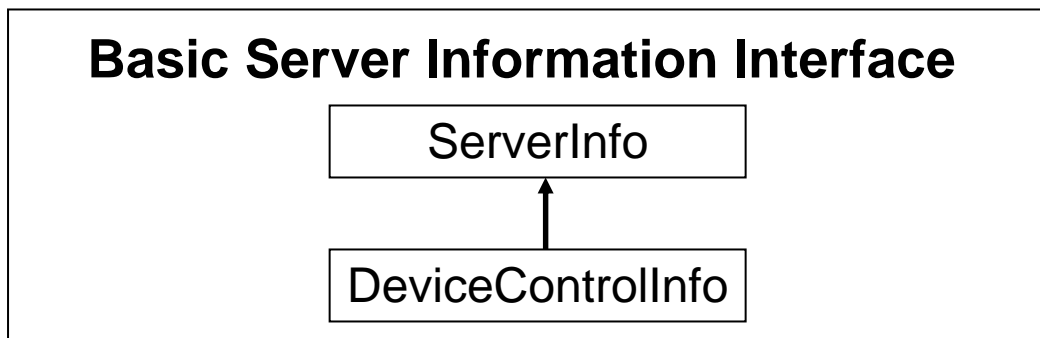 Basic Server Information Interface
ServerInfo
DeviceControlInfo